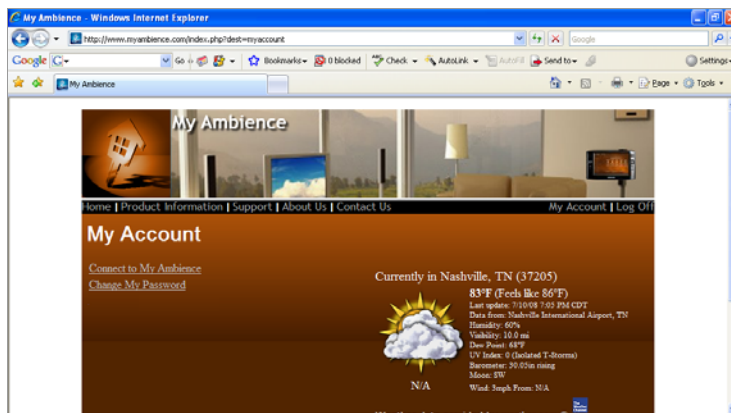 My Ambience - Windows Internet Explorer
http://www.myambience.com/index.php?dest=myaccount
Google
Google G Go Bookmarks 0 blocked Check AutoLink AutoFill Send to Settings
My Ambience Page Tools
My Ambience
Home | Product Information | Support | About Us | Contact Us My Account | Log Off
My Account
Connect to My Ambience
Change My Password
Currently in Nashville, TN (37205)
83°F (Feels like 86°F)
Last update: 7/10/08 7:05 PM CDT
Data from: Nashville International Airport, TN
Humidity: 60%
Visibility: 10.0 mi
Dew Point: 68°F
UV Index: 0 (Isolated T-Storms)
Barometer: 30.05in rising
Moon: SW
Wind: 3mph From: N/A
N/A